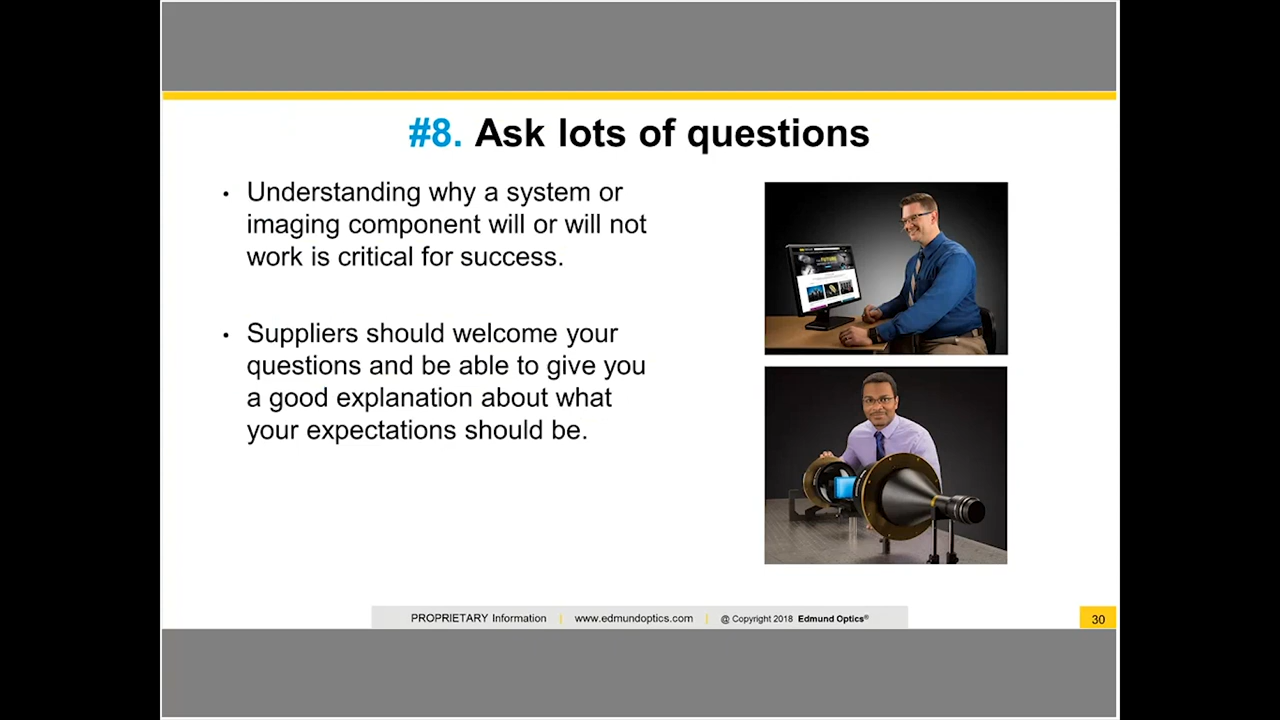 #8. Ask lots of questions
• Understanding why a system or
imaging component will or will not
work is critical for success.
• Suppliers should welcome your
questions and be able to give you
a good explanation about what
your expectations should be.
PROPRIETARY Information | www.edmundoptics.com | @ Copyright 2018 Edmund Optics®
30